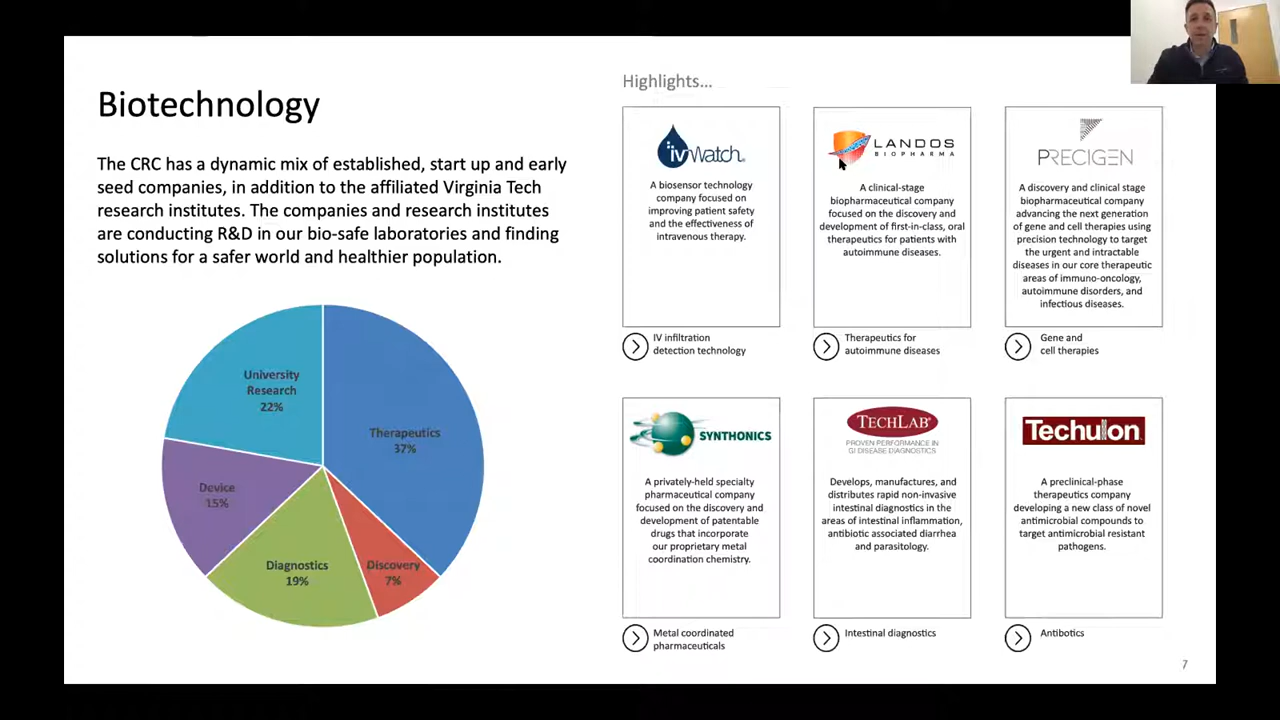 Biotechnology
The CRC has a dynamic mix of established, start up and early
seed companies, in addition to the affiliated Virginia Tech
research institutes. The companies and research institutes
are conducting R&D in our bio-safe laboratories and finding
solutions for a safer world and healthier population.
University
Research
22%
Therapeutics
37%
Device
15%
Diagnostics
19%
Discovery
7%
Highlights...
ivWatch.
A biosensor technology
company focused on
improving patient safety
and the effectiveness of
intravenous therapy.
IV infiltration
detection technology
LANDOS
BIOPHARMA
A clinical-stage
biopharmaceutical company
focused on the discovery and
development of first-in-class, oral
therapeutics for patients with
autoimmune diseases.
Therapeutics for
autoimmune diseases
PRECIGEN
A discovery and clinical stage
biopharmaceutical company
advancing the next generation
of gene and cell therapies using
precision technology to target
the urgent and intractable
diseases in our core therapeutic
areas of immuno-oncology,
autoimmune disorders, and
infectious diseases.
Gene and
cell therapies
SYNTHONICS
A privately-held specialty
pharmaceutical company
focused on the discovery and
development of patentable
drugs that incorporate
our proprietary metal
coordination chemistry.
Metal coordinated
pharmaceuticals
TECHLAB
PROVEN PERFORMANCE IN
GI DISEASE DIAGNOSTICS
Develops, manufactures, and
distributes rapid non-invasive
intestinal diagnostics in the
areas of intestinal inflammation,
antibiotic associated diarrhea
and parasitology.
Intestinal diagnostics
Techulon
A preclinical-phase
therapeutics company
developing a new class of novel
antimicrobial compounds to
target antimicrobial resistant
pathogens.
Antibotics
7